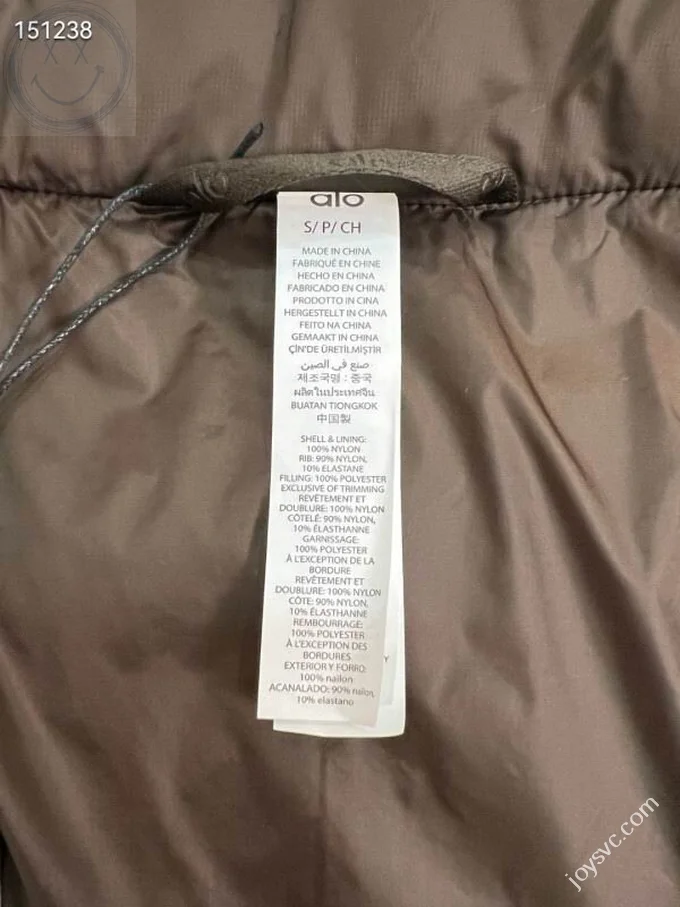 151238
alo
S/ P/ CH
MADE IN CHINA
FABRIQUÉ EN CHINE
HECHO EN CHINA
FABRICADO EN CHINA
PRODOTTO IN CINA
HERGESTELLT IN CHINA
FEITO NA CHINA
GEMAAKT IN CHINA
ÇİN'DE ÜRETİLMİŞTİR
صنع في الصين
제조국명 : 중국
ผลิตในประเทศจีน
BUATAN TIONGKOK
中国製
SHELL & LINING:
100% NYLON
RIB: 90% NYLON,
10% ELASTANE
FILLING: 100% POLYESTER
EXCLUSIVE OF TRIMMING
REVÊTEMENT ET
DOUBLURE: 100% NYLON
CÔTELÉ: 90% NYLON,
10% ÉLASTHANNE
GARNISSAGE:
100% POLYESTER
À L'EXCEPTION DE LA
BORDURE
REVÊTEMENT ET
DOUBLURE: 100% NYLON
CÔTE: 90% NYLON,
10% ÉLASTHANNE
REMBOURRAGE:
100% POLYESTER
À L'EXCEPTION DES
BORDURES
EXTERIOR Y FORRO:
100% nailon
ACANALADO: 90% nailon,
10% elastano
Y
joysvc.com